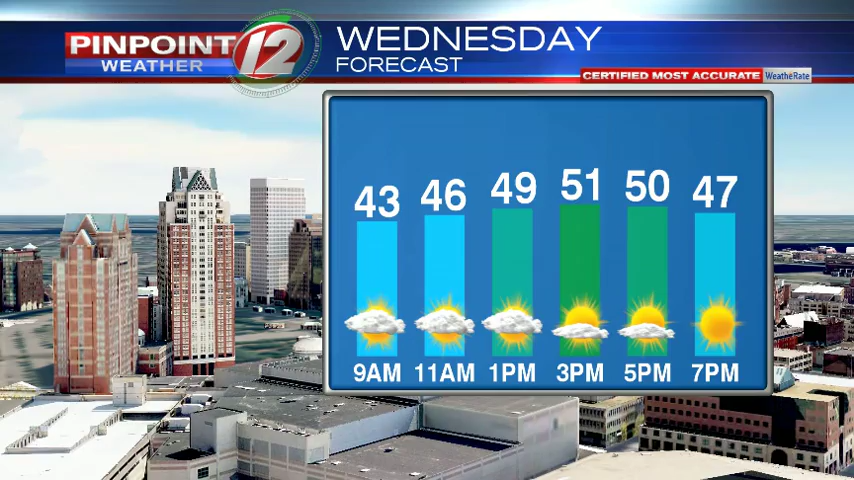 PINPOINT 12
WEATHER
WEDNESDAY
FORECAST
CERTIFIED MOST ACCURATE WeatheRate
43 46 49 51 50 47
9AM 11AM 1PM 3PM 5PM 7PM